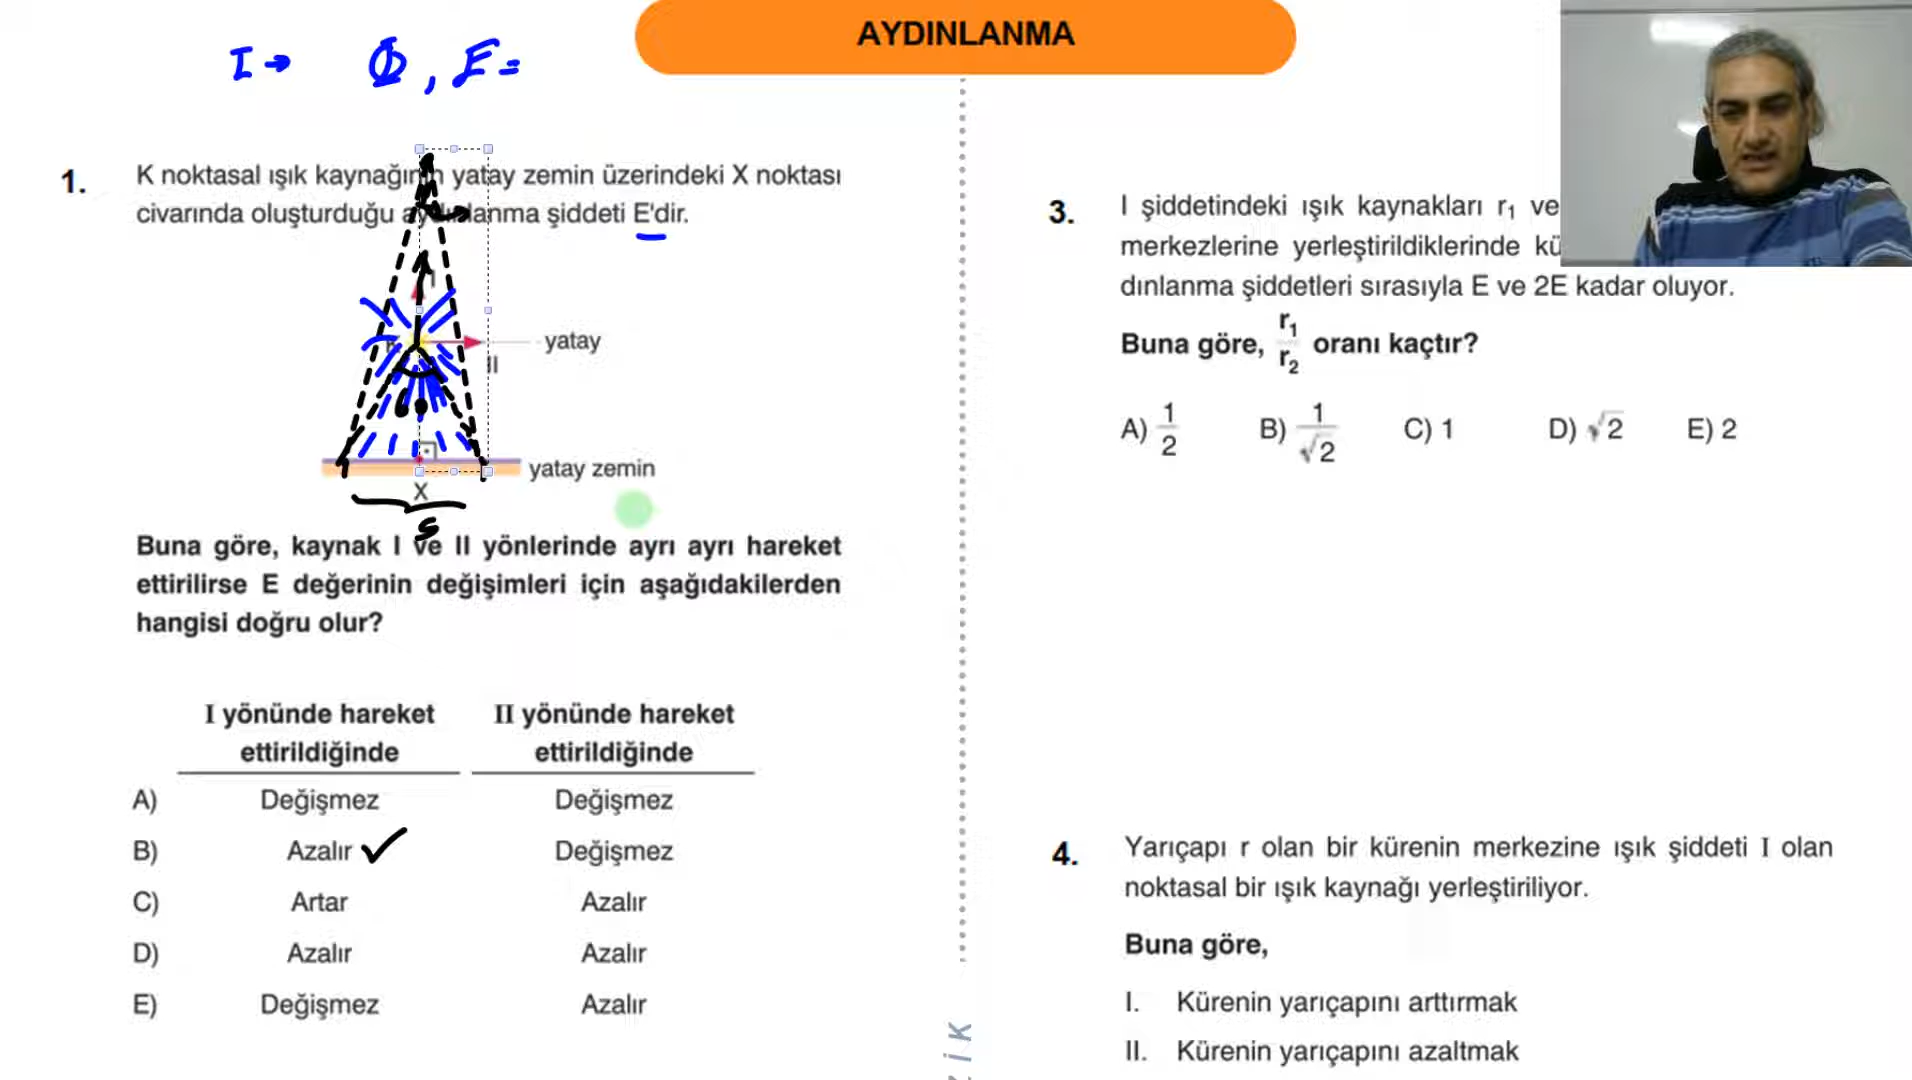 AYDINLANMA
I → Φ, E =
1. K noktasal ışık kaynağının yatay zemin üzerindeki X noktası
civarında oluşturduğu aydınlanma şiddeti E'dir.
I
K
yatay
II
yatay zemin
X
S
Buna göre, kaynak I ve II yönlerinde ayrı ayrı hareket
ettirilirse E değerinin değişimleri için aşağıdakilerden
hangisi doğru olur?
I yönünde hareket ettirildiğinde II yönünde hareket ettirildiğinde
A) Değişmez Değişmez
B) Azalır ✓ Değişmez
C) Artar Azalır
D) Azalır Azalır
E) Değişmez Azalır
3. I şiddetindeki ışık kaynakları r₁ ve
merkezlerine yerleştirildiklerinde kü
dınlanma şiddetleri sırasıyla E ve 2E kadar oluyor.
Buna göre, r₁/r₂ oranı kaçtır?
A) 1/2 B) 1/√2 C) 1 D) √2 E) 2
4. Yarıçapı r olan bir kürenin merkezine ışık şiddeti I olan
noktasal bir ışık kaynağı yerleştiriliyor.
Buna göre,
I. Kürenin yarıçapını arttırmak
II. Kürenin yarıçapını azaltmak
ZİK